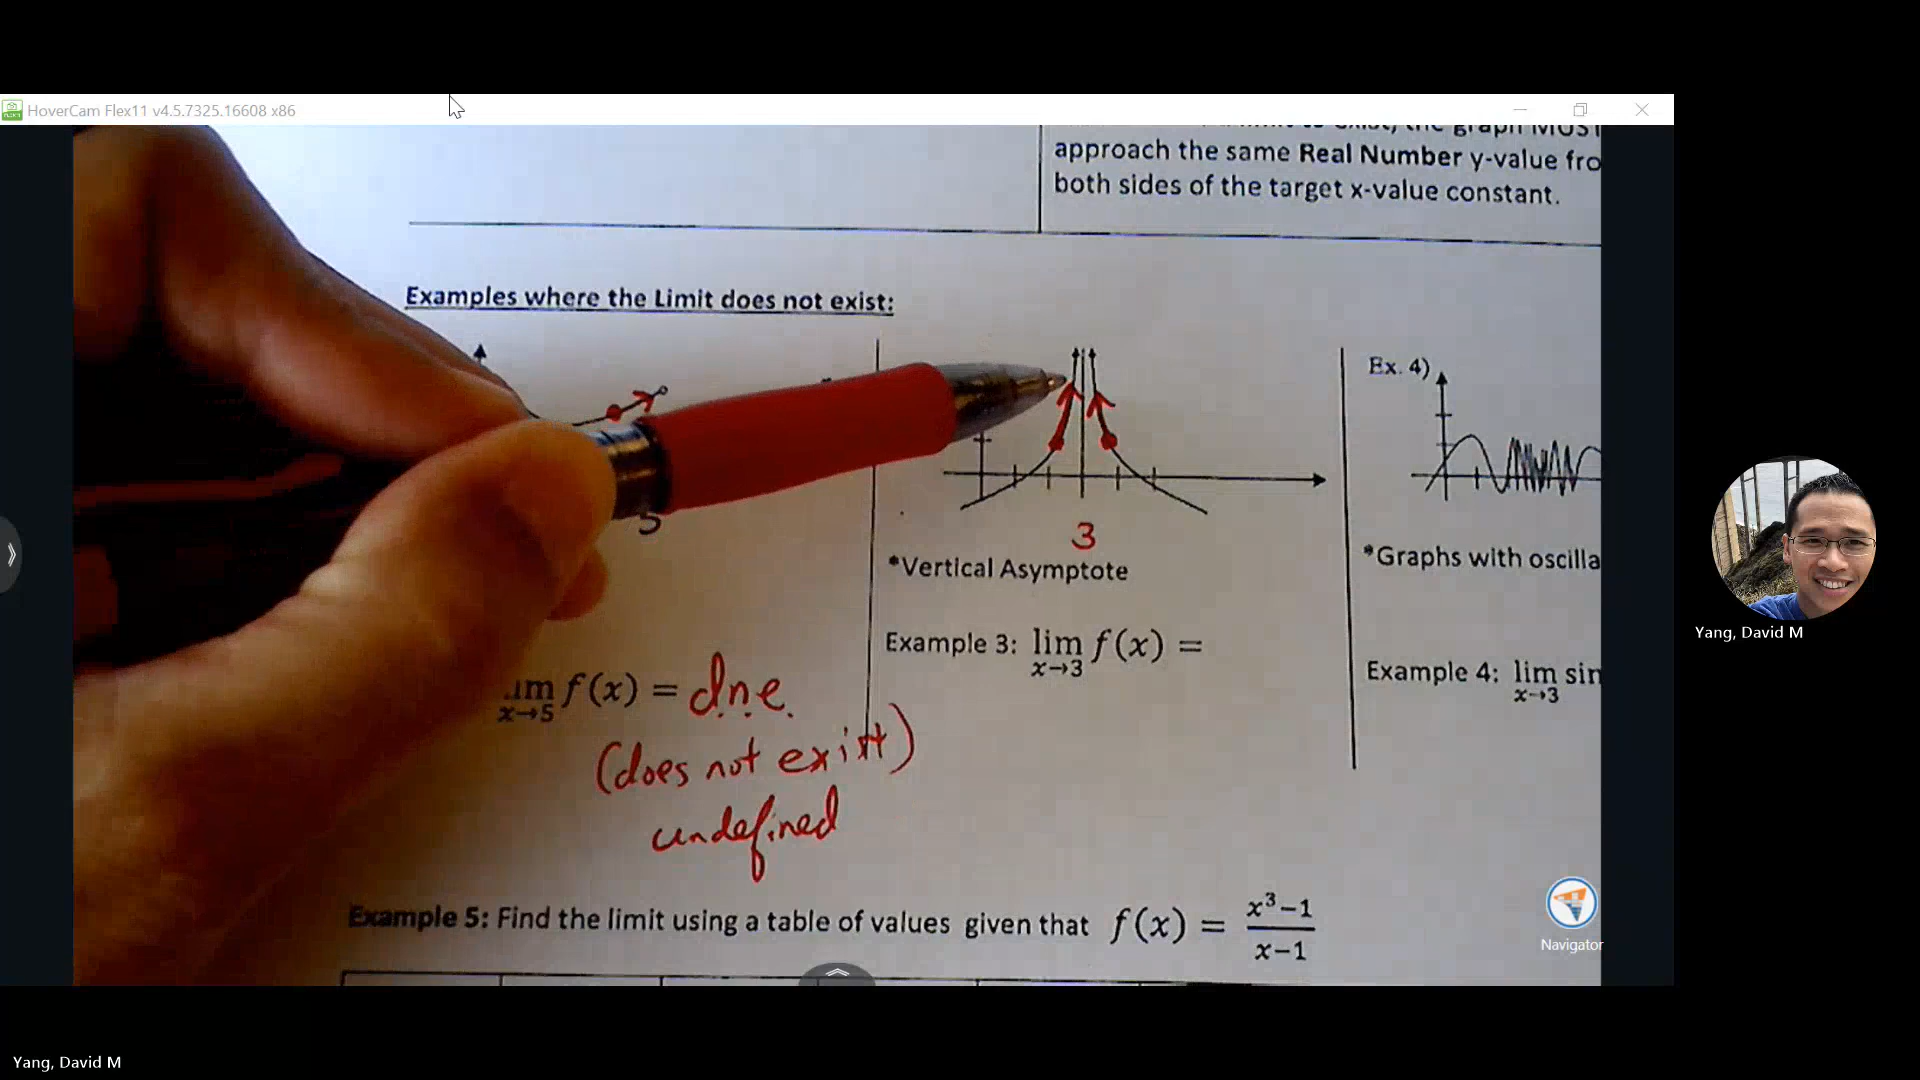 HoverCam Flex11 v4.5.7325.16608 x86
approach the same Real Number y-value fro
both sides of the target x-value constant.
Examples where the Limit does not exist:
5
3
*Vertical Asymptote
Example 3: lim f(x) =
x→3
im f(x) = d.n.e.
x→5
(does not exist)
undefined
Ex. 4)
*Graphs with oscilla
Example 4: lim sin
x→3
Example 5: Find the limit using a table of values given that f(x) = x³−1
x−1
Navigator
Yang, David M
Yang, David M